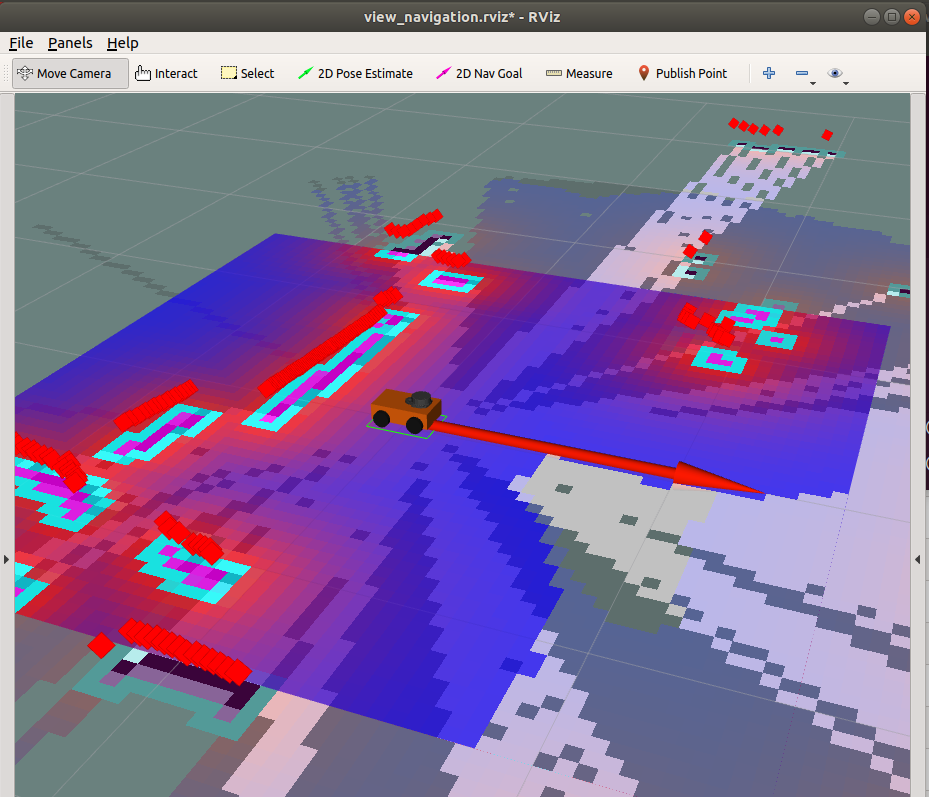 view_navigation.rviz* - RViz
File Panels Help
Move Camera Interact Select 2D Pose Estimate 2D Nav Goal Measure Publish Point